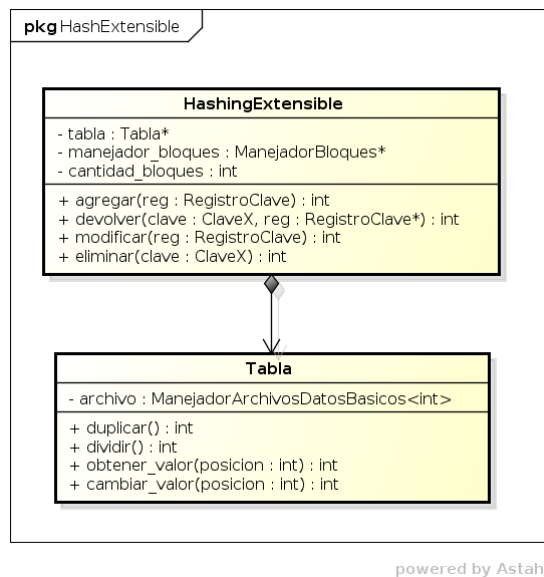 pkg HashExtensible
HashingExtensible
- tabla : Tabla*
- manejador_bloques : ManejadorBloques*
- cantidad_bloques : int
+ agregar(reg : RegistroClave) : int
+ devolver(clave : ClaveX, reg : RegistroClave*) : int
+ modificar(reg : RegistroClave) : int
+ eliminar(clave : ClaveX) : int
Tabla
- archivo : ManejadorArchivosDatosBasicos<int>
+ duplicar() : int
+ dividir() : int
+ obtener_valor(posicion : int) : int
+ cambiar_valor(posicion : int) : int
powered by Astah